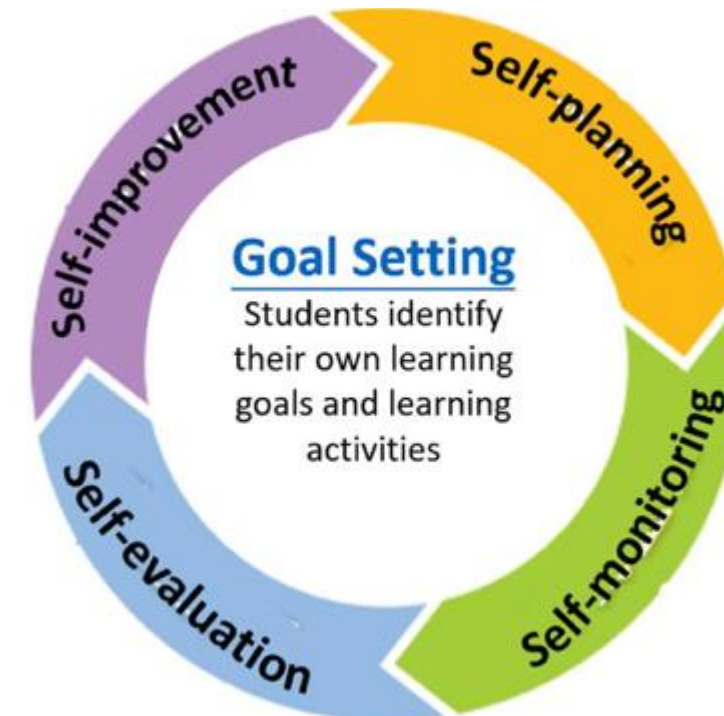 Self-improvement
Self-planning
Goal Setting
Students identify
their own learning
goals and learning
activities
Self-evaluation
Self-monitoring